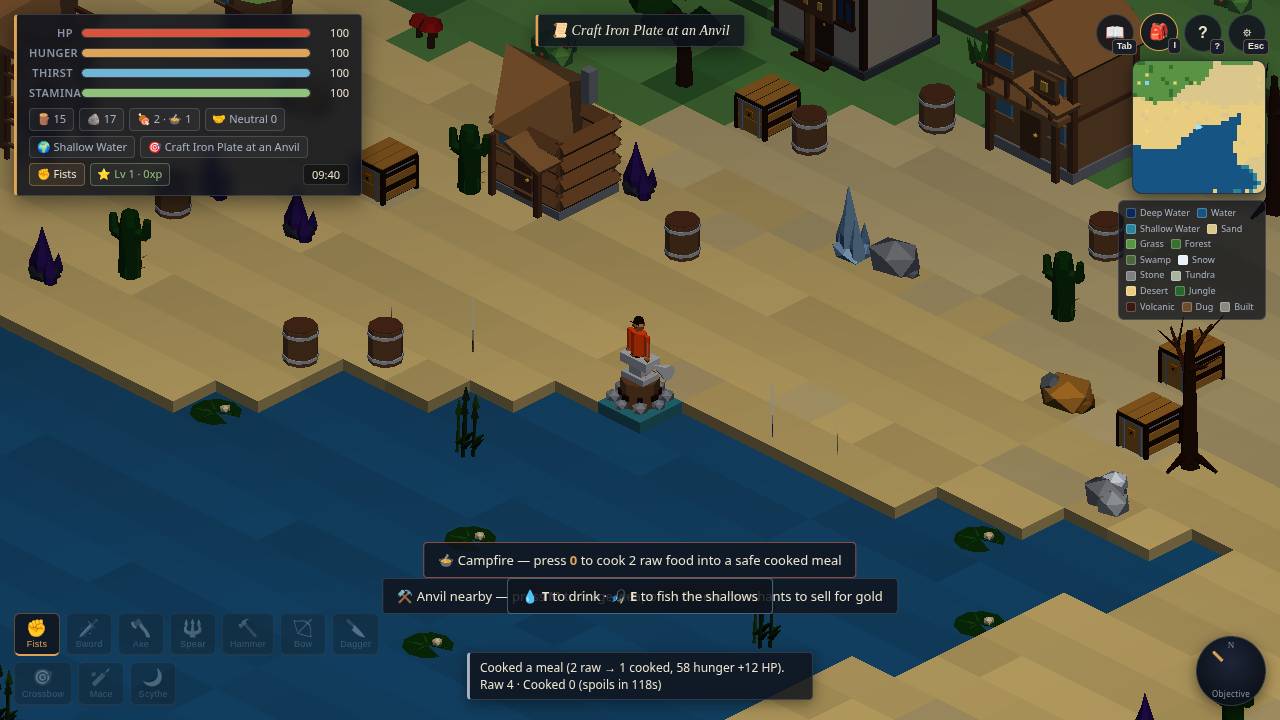 HP 100
HUNGER 100
THIRST 100
STAMINA 100
15 17 2 · 1 Neutral 0
Shallow Water Craft Iron Plate at an Anvil
Fists Lv 1 · 0xp 09:40
Craft Iron Plate at an Anvil
Tab I ? ? Esc
Deep Water Water
Shallow Water Sand
Grass Forest
Swamp Snow
Stone Tundra
Desert Jungle
Volcanic Dug Built
Campfire — press 0 to cook 2 raw food into a safe cooked meal
Anvil nearby —
T to drink · E to fish the shallows
hants to sell for gold
Fists Sword Axe Spear Hammer Bow Dagger
Crossbow Mace Scythe
Cooked a meal (2 raw → 1 cooked, 58 hunger +12 HP).
Raw 4 · Cooked 0 (spoils in 118s)
N
Objective